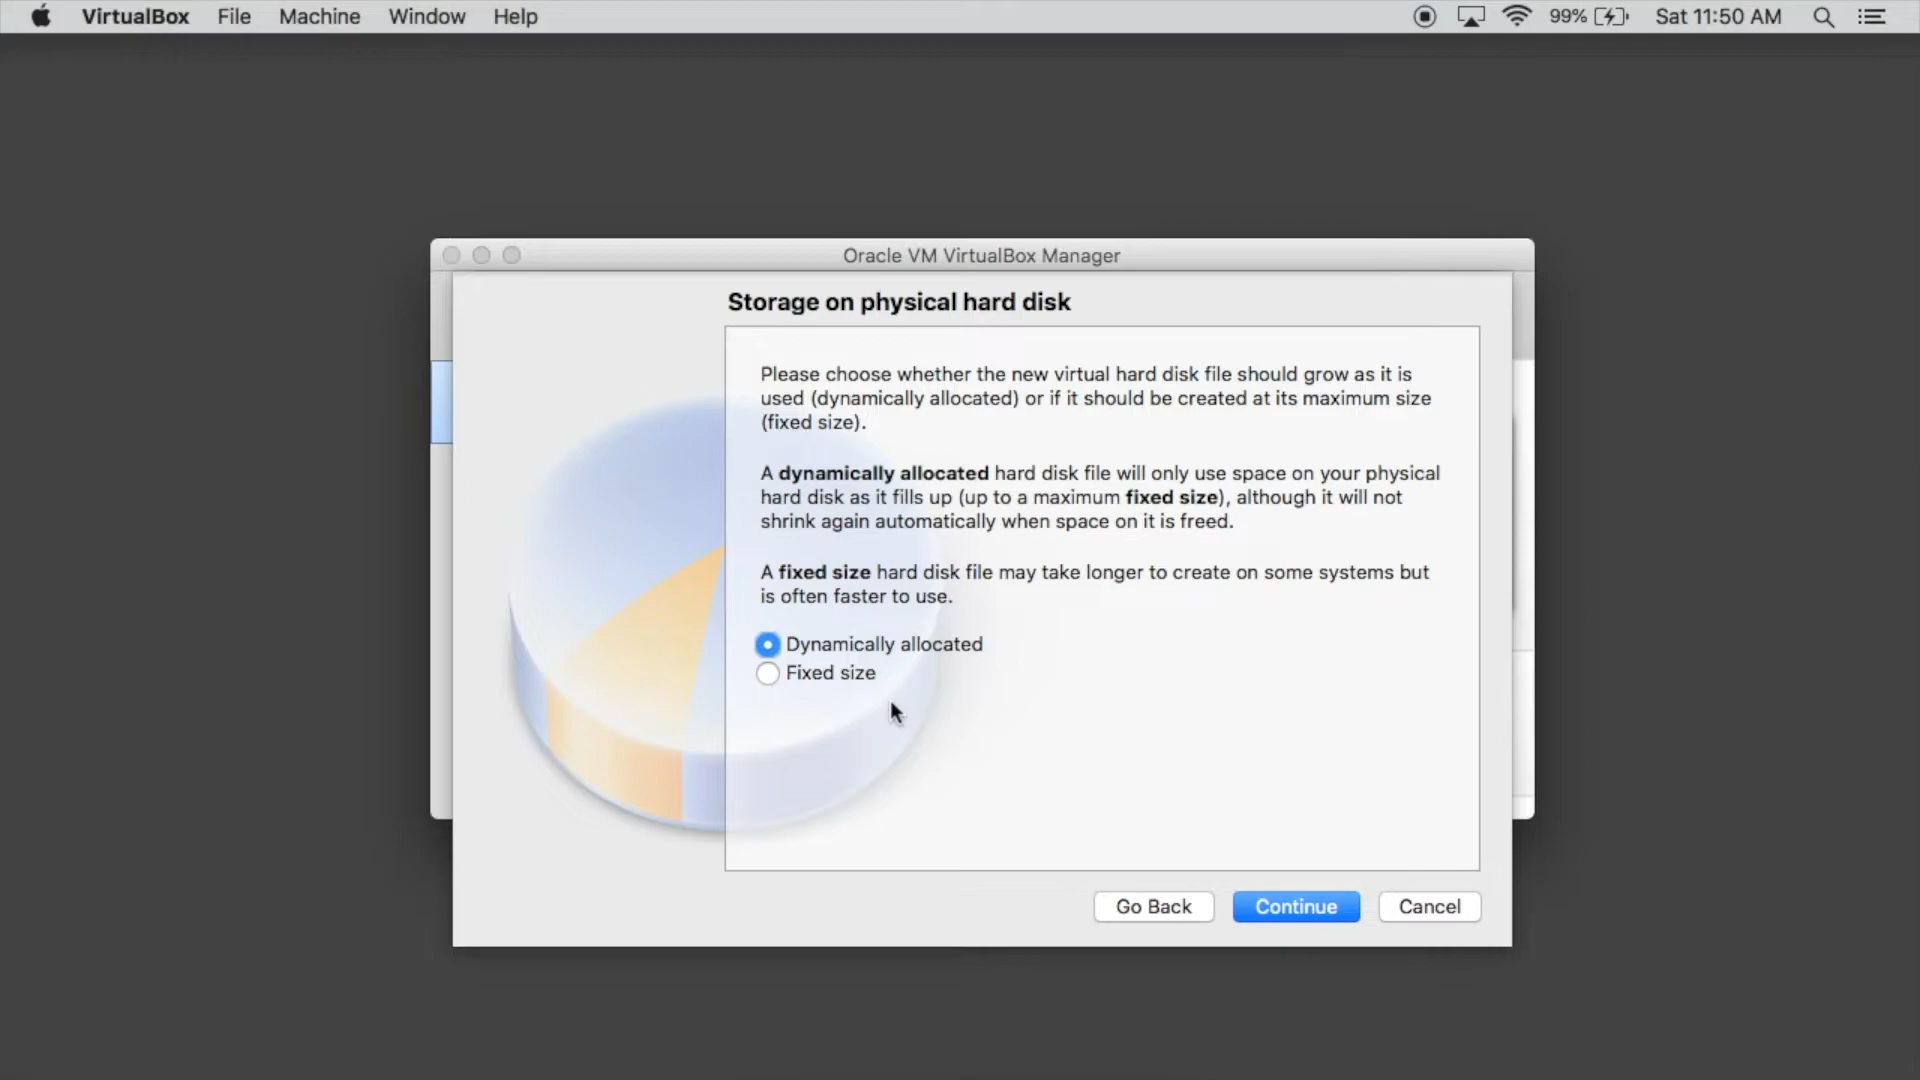 VirtualBox File Machine Window Help 99% Sat 11:50 AM
Oracle VM VirtualBox Manager
Storage on physical hard disk
Please choose whether the new virtual hard disk file should grow as it is
used (dynamically allocated) or if it should be created at its maximum size
(fixed size).
A dynamically allocated hard disk file will only use space on your physical
hard disk as it fills up (up to a maximum fixed size), although it will not
shrink again automatically when space on it is freed.
A fixed size hard disk file may take longer to create on some systems but
is often faster to use.
Dynamically allocated
Fixed size
Go Back Continue Cancel